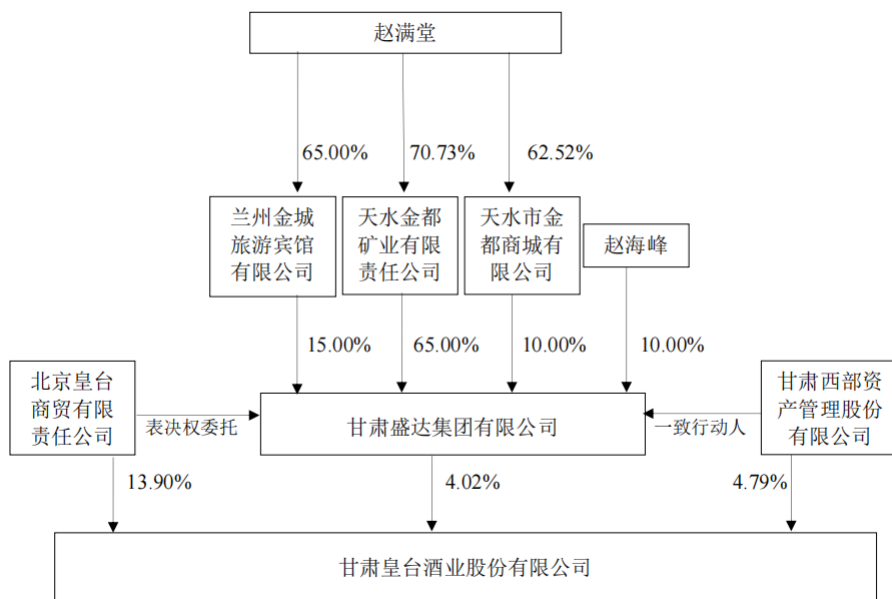 赵满堂
65.00%
70.73%
62.52%
兰州金城
旅游宾馆
有限公司
天水金都
矿业有限
责任公司
天水市金
都商城有
限公司
赵海峰
15.00%
65.00%
10.00%
10.00%
北京皇台
商贸有限
责任公司
表决权委托
甘肃盛达集团有限公司
一致行动人
甘肃西部资
产管理股份
有限公司
13.90%
4.02%
4.79%
甘肃皇台酒业股份有限公司